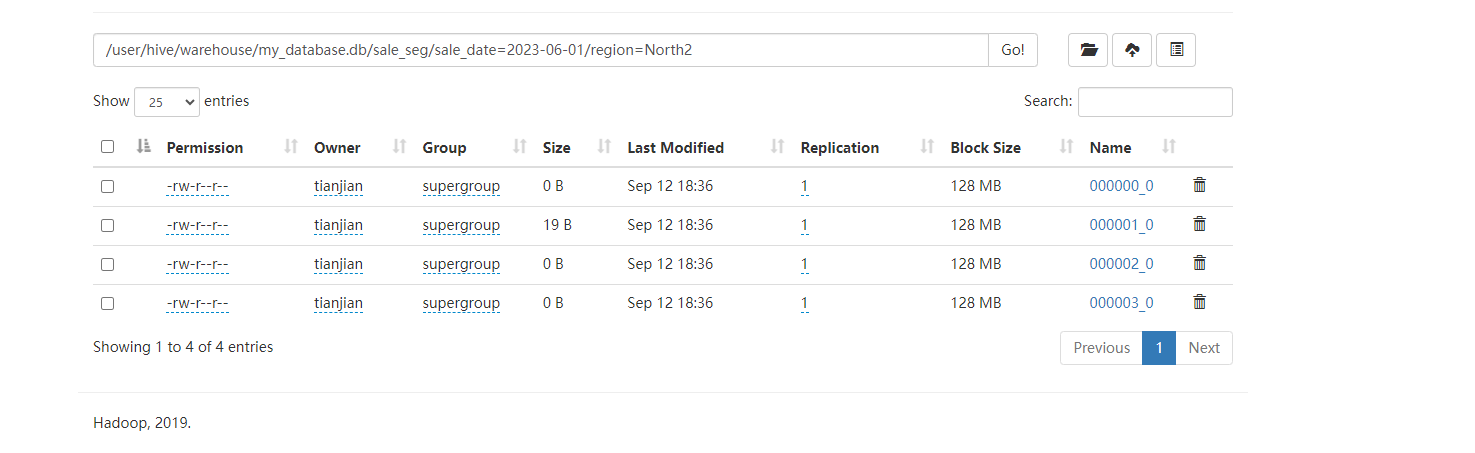 /user/hive/warehouse/my_database.db/sale_seg/sale_date=2023-06-01/region=North2 Go!
Show 25 entries Search:
Permission Owner Group Size Last Modified Replication Block Size Name
-rw-r--r-- tianjian supergroup 0 B Sep 12 18:36 1 128 MB 000000_0
-rw-r--r-- tianjian supergroup 19 B Sep 12 18:36 1 128 MB 000001_0
-rw-r--r-- tianjian supergroup 0 B Sep 12 18:36 1 128 MB 000002_0
-rw-r--r-- tianjian supergroup 0 B Sep 12 18:36 1 128 MB 000003_0
Showing 1 to 4 of 4 entries Previous 1 Next
Hadoop, 2019.